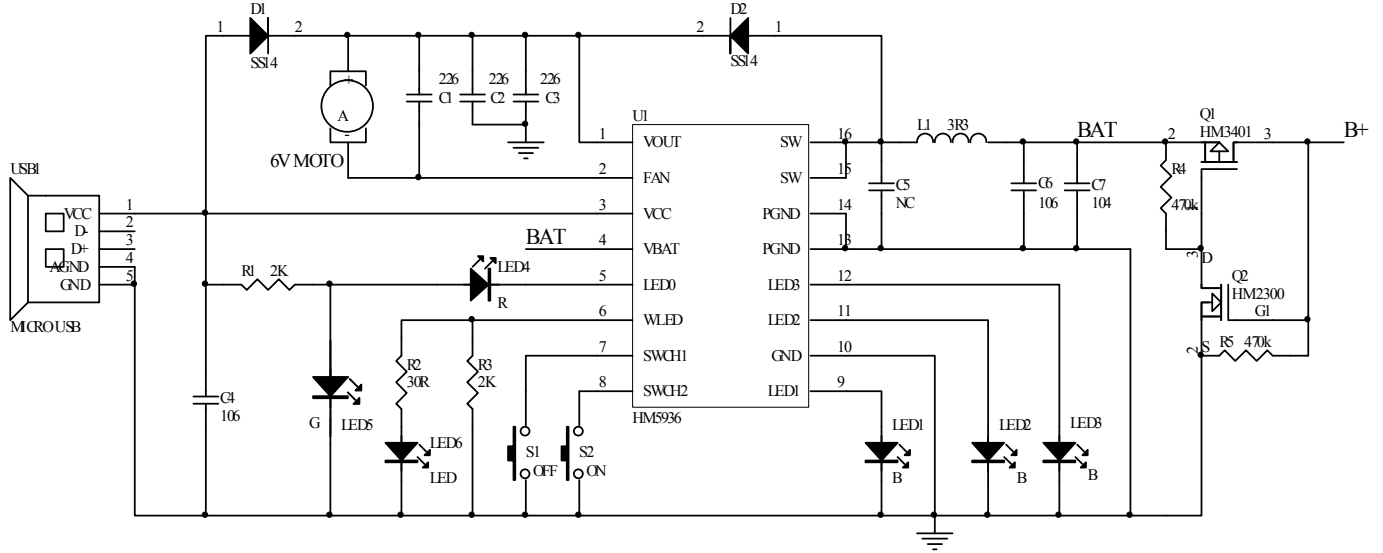 D1
1
2
SS14
D2
2
1
SS14
226
C1
226
C2
226
C3
A
+
-
6V MOTO
U1
1
VOUT
SW
16
2
FAN
SW
15
3
VCC
PGND
14
4
VBAT
PGND
13
5
LED0
LED3
12
6
WLED
LED2
11
7
SWCH1
GND
10
8
SWCH2
LED1
9
HM5936
BAT
L1
3R3
BAT
C5
NC
C6
106
C7
104
Q1
HM3401
2
3
B+
R4
470k
3
D
Q2
HM2300
G1
2
S
R5
470k
USB1
VCC
1
D-
2
D+
3
AGND
4
GND
5
MICRO USB
R1
2K
LED4
R
R2
30R
R3
2K
C4
106
G
LED5
LED6
LED
S1
OFF
S2
ON
LED1
B
LED2
B
LED3
B